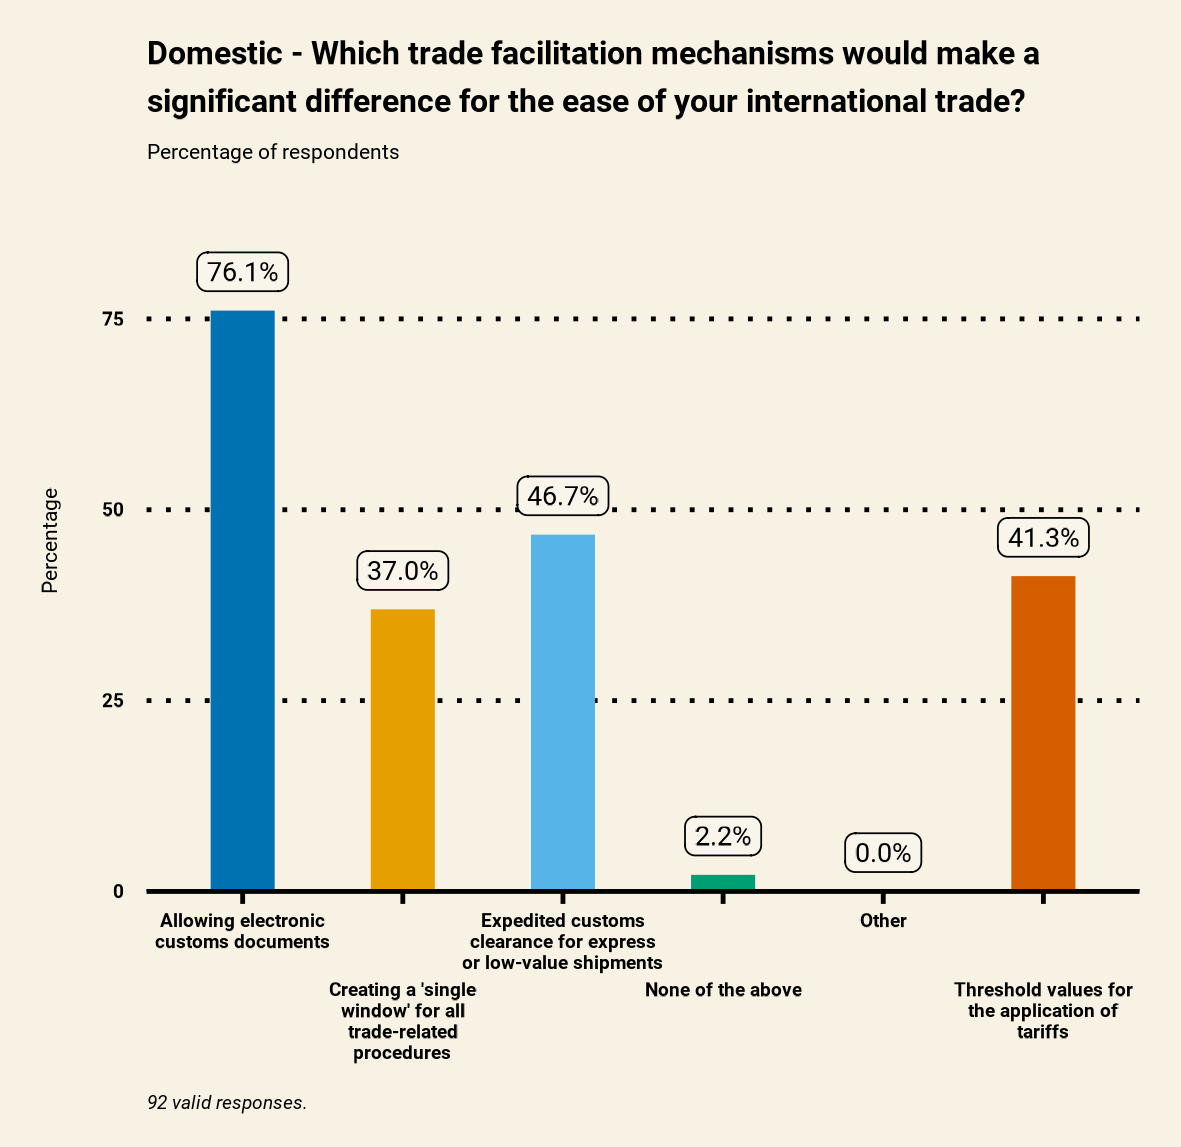 Domestic - Which trade facilitation mechanisms would make a
significant difference for the ease of your international trade?
Percentage of respondents
Percentage
75
50
25
0
76.1%
37.0%
46.7%
2.2%
0.0%
41.3%
Allowing electronic
customs documents
Creating a 'single
window' for all
trade-related
procedures
Expedited customs
clearance for express
or low-value shipments
None of the above
Other
Threshold values for
the application of
tariffs
92 valid responses.